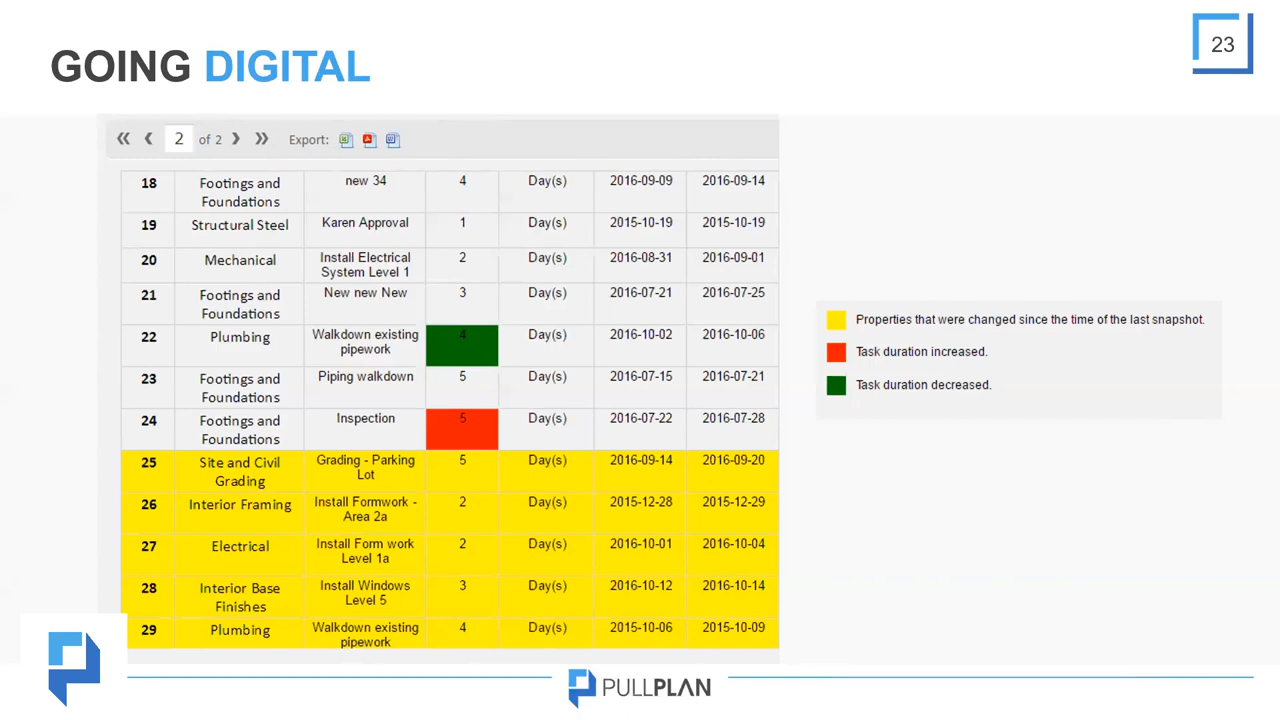 GOING DIGITAL
23
2 of 2 Export:
18 Footings and Foundations new 34 4 Day(s) 2016-09-09 2016-09-14
19 Structural Steel Karen Approval 1 Day(s) 2015-10-19 2015-10-19
20 Mechanical Install Electrical System Level 1 2 Day(s) 2016-08-31 2016-09-01
21 Footings and Foundations New new New 3 Day(s) 2016-07-21 2016-07-25
22 Plumbing Walkdown existing pipework 4 Day(s) 2016-10-02 2016-10-06
23 Footings and Foundations Piping walkdown 5 Day(s) 2016-07-15 2016-07-21
24 Footings and Foundations Inspection 5 Day(s) 2016-07-22 2016-07-28
25 Site and Civil Grading Grading - Parking Lot 5 Day(s) 2016-09-14 2016-09-20
26 Interior Framing Install Formwork - Area 2a 2 Day(s) 2015-12-28 2015-12-29
27 Electrical Install Form work Level 1a 2 Day(s) 2016-10-01 2016-10-04
28 Interior Base Finishes Install Windows Level 5 3 Day(s) 2016-10-12 2016-10-14
29 Plumbing Walkdown existing pipework 4 Day(s) 2015-10-06 2015-10-09
Properties that were changed since the time of the last snapshot.
Task duration increased.
Task duration decreased.
PULLPLAN